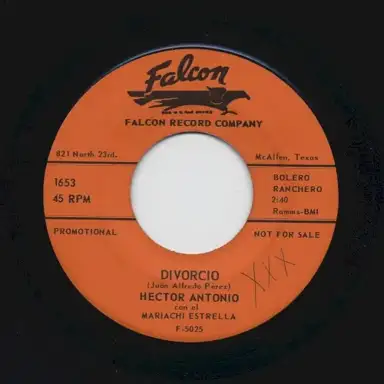 Falcon
FALCON RECORD COMPANY
821 North 23rd.
McAllen, Texas
1653
45 RPM
BOLERO
RANCHERO
2:40
Ramms-BMI
PROMOTIONAL
NOT FOR SALE
DIVORCIO
(Juan Alfredo Perez)
HECTOR ANTONIO
con el
MARIACHI ESTRELLA
F-5025
XXX